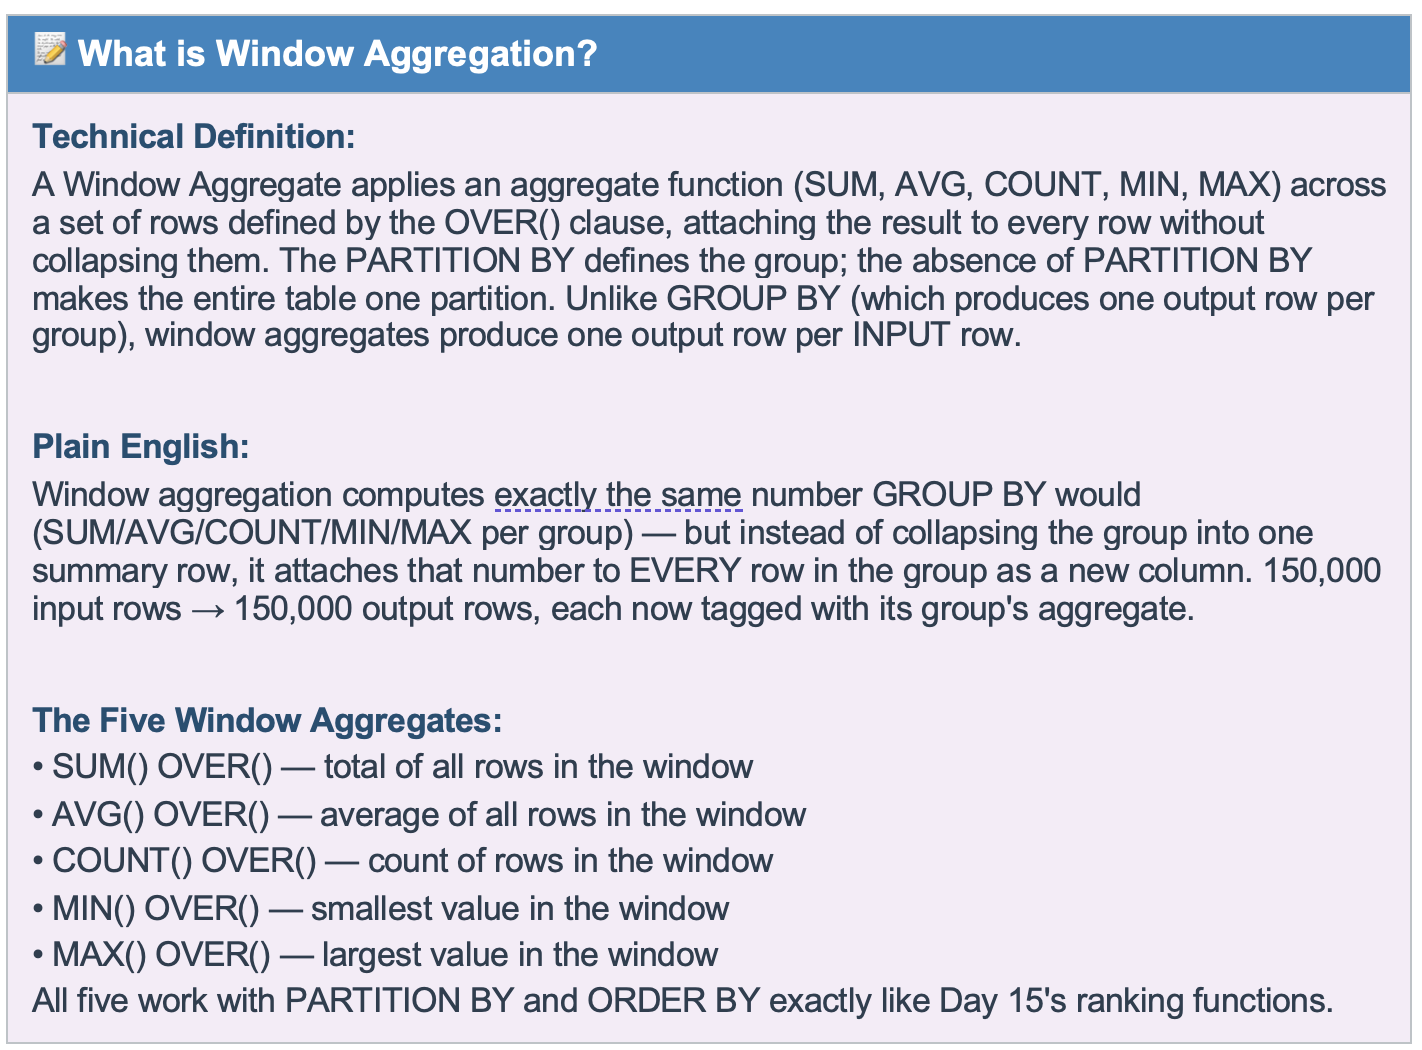 What is Window Aggregation?
Technical Definition:
A Window Aggregate applies an aggregate function (SUM, AVG, COUNT, MIN, MAX) across
a set of rows defined by the OVER() clause, attaching the result to every row without
collapsing them. The PARTITION BY defines the group; the absence of PARTITION BY
makes the entire table one partition. Unlike GROUP BY (which produces one output row per
group), window aggregates produce one output row per INPUT row.
Plain English:
Window aggregation computes exactly the same number GROUP BY would
(SUM/AVG/COUNT/MIN/MAX per group) — but instead of collapsing the group into one
summary row, it attaches that number to EVERY row in the group as a new column. 150,000
input rows → 150,000 output rows, each now tagged with its group's aggregate.
The Five Window Aggregates:
• SUM() OVER() — total of all rows in the window
• AVG() OVER() — average of all rows in the window
• COUNT() OVER() — count of rows in the window
• MIN() OVER() — smallest value in the window
• MAX() OVER() — largest value in the window
All five work with PARTITION BY and ORDER BY exactly like Day 15's ranking functions.